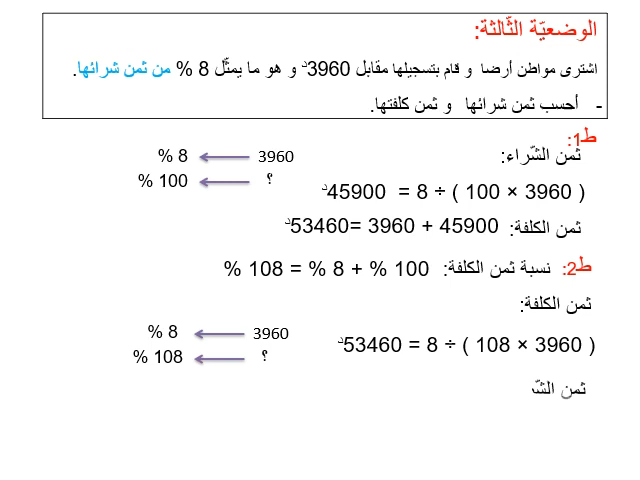 الوضعيّة الثّالثة:
اشترى مواطن أرضا و قام بتسجيلها مقابل 3960د و هو ما يمثّل 8 % من ثمن شرائها.
- أحسب ثمن شرائها و ثمن كلفتها.
ط1:
ثمن الشّراء:
3960 ← 8 %
؟ ← 100 %
( 3960 × 100 ) ÷ 8 = 45900د
ثمن الكلفة: 45900 + 3960 =53460د
ط2: نسبة ثمن الكلفة: 100 % + 8 % = 108 %
ثمن الكلفة:
3960 ← 8 %
؟ ← 108 %
( 3960 × 108 ) ÷ 8 = 53460د
ثمن الشّ